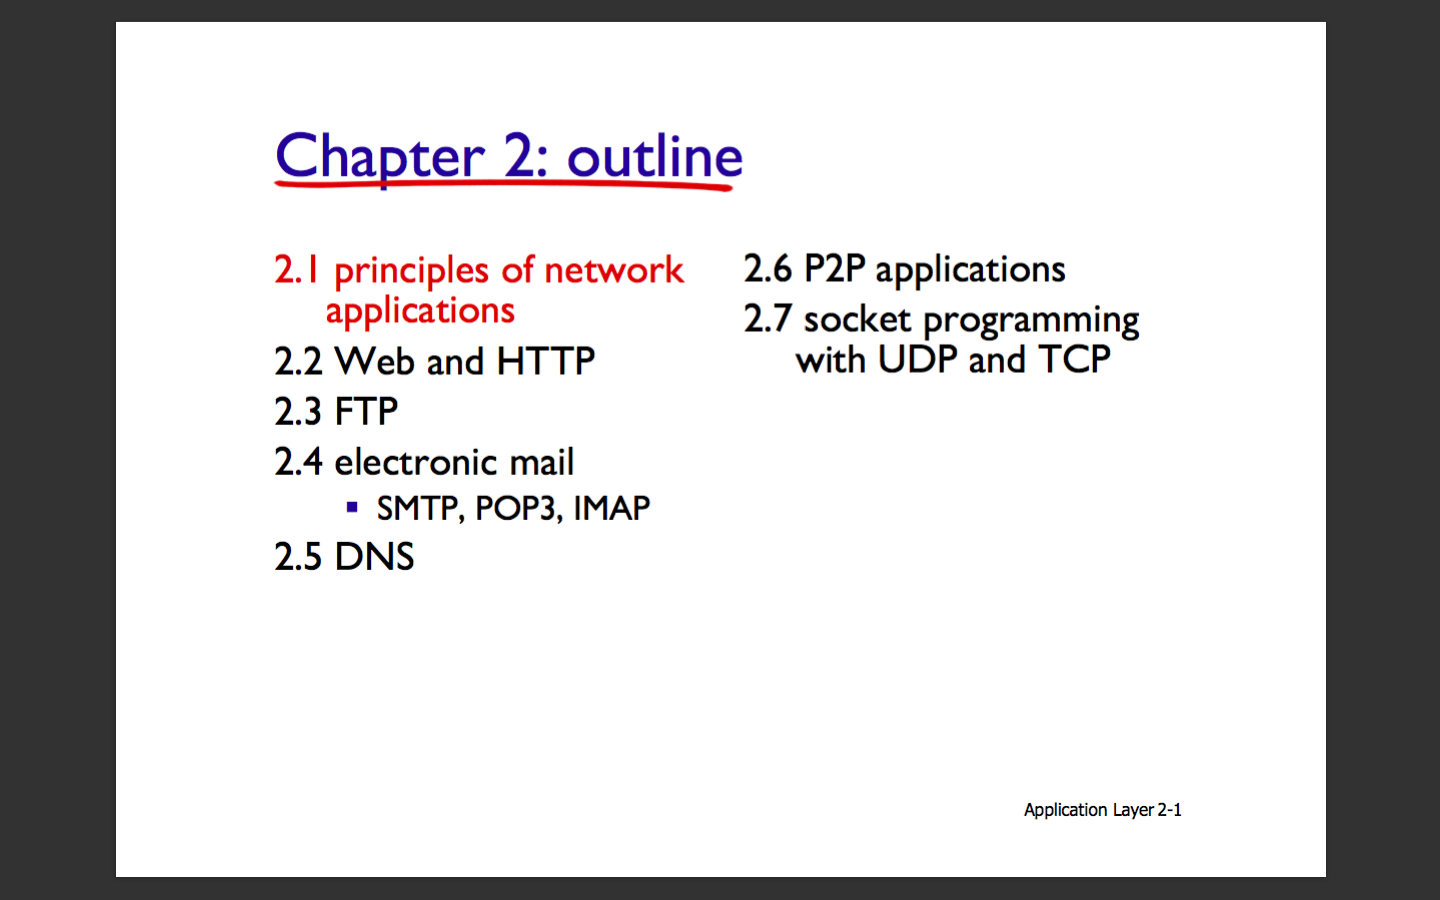 Chapter 2: outline
2.1 principles of network
applications
2.2 Web and HTTP
2.3 FTP
2.4 electronic mail
▪ SMTP, POP3, IMAP
2.5 DNS
2.6 P2P applications
2.7 socket programming
with UDP and TCP
Application Layer 2-1